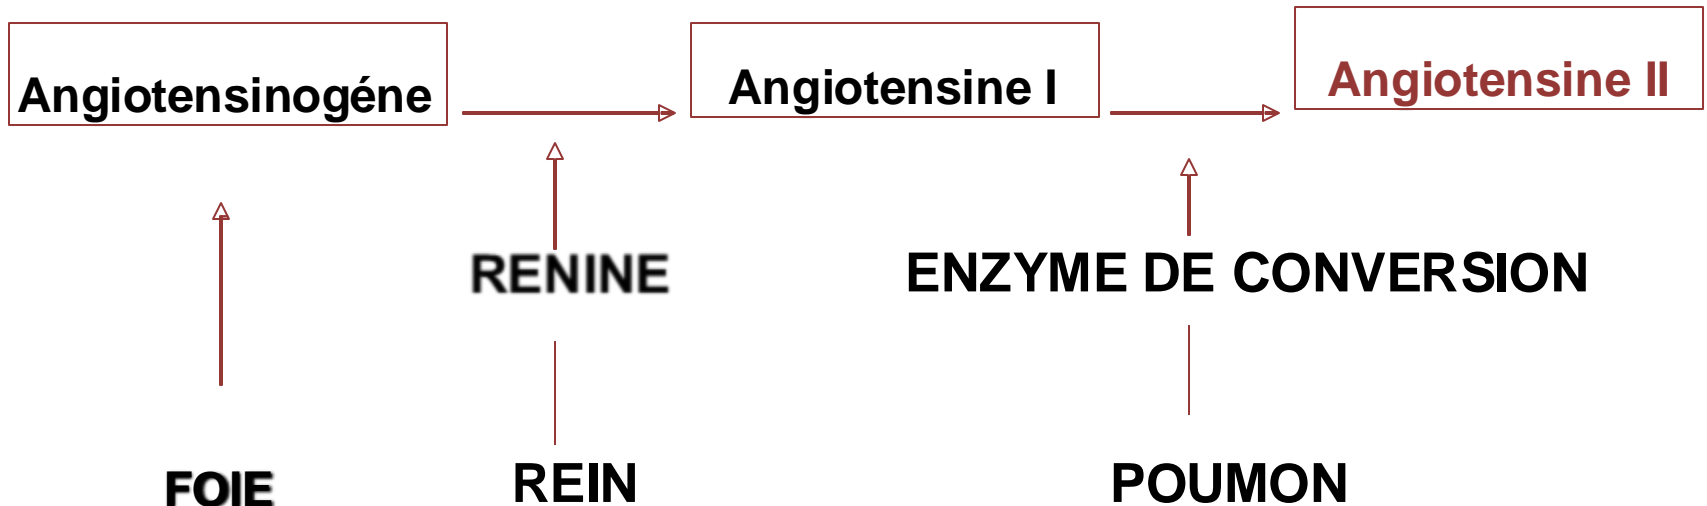 Angiotensinogéne
Angiotensine I
Angiotensine II
RENINE
ENZYME DE CONVERSION
FOIE
REIN
POUMON